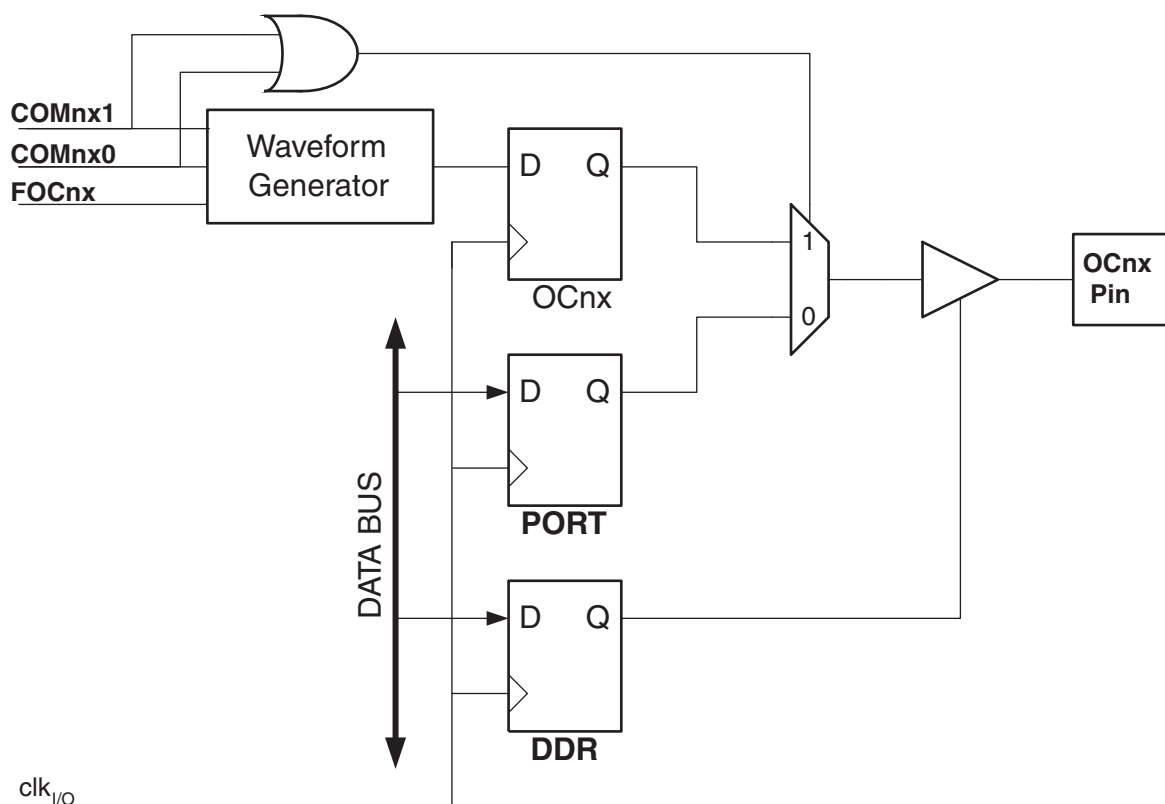 COMnx1
COMnx0
FOCnx
Waveform
Generator
D Q
OCnx
1
0
OCnx
Pin
D Q
PORT
DATA BUS
D Q
DDR
clkI/O